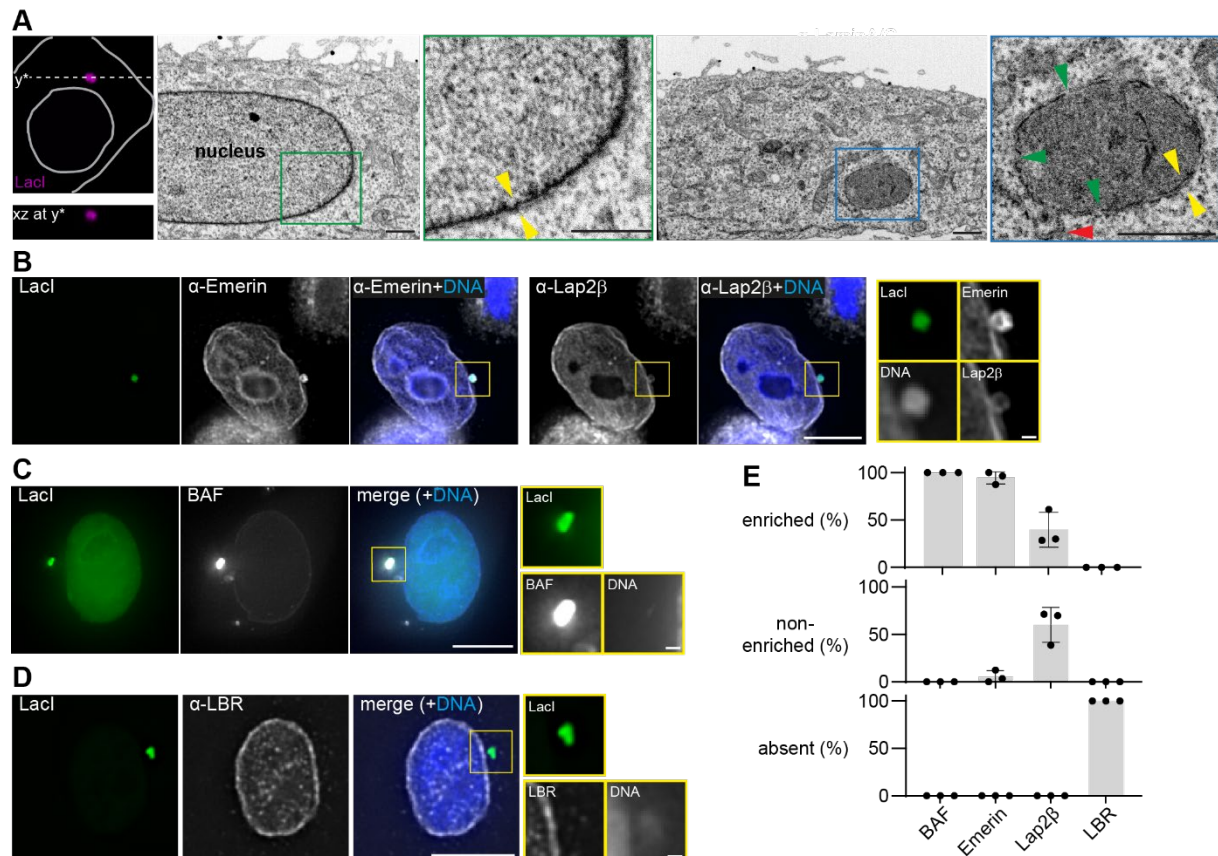 A
y*
LacI
xz at y*
nucleus
B
LacI
α-Emerin
α-Emerin+DNA
α-Lap2β
α-Lap2β+DNA
LacI
Emerin
DNA
Lap2β
C
LacI
BAF
merge (+DNA)
LacI
BAF
DNA
D
LacI
α-LBR
merge (+DNA)
LacI
LBR
DNA
E
100
enriched (%)
50
0
100
non-
enriched (%)
50
0
100
absent (%)
50
0
BAF
Emerin
Lap2β
LBR